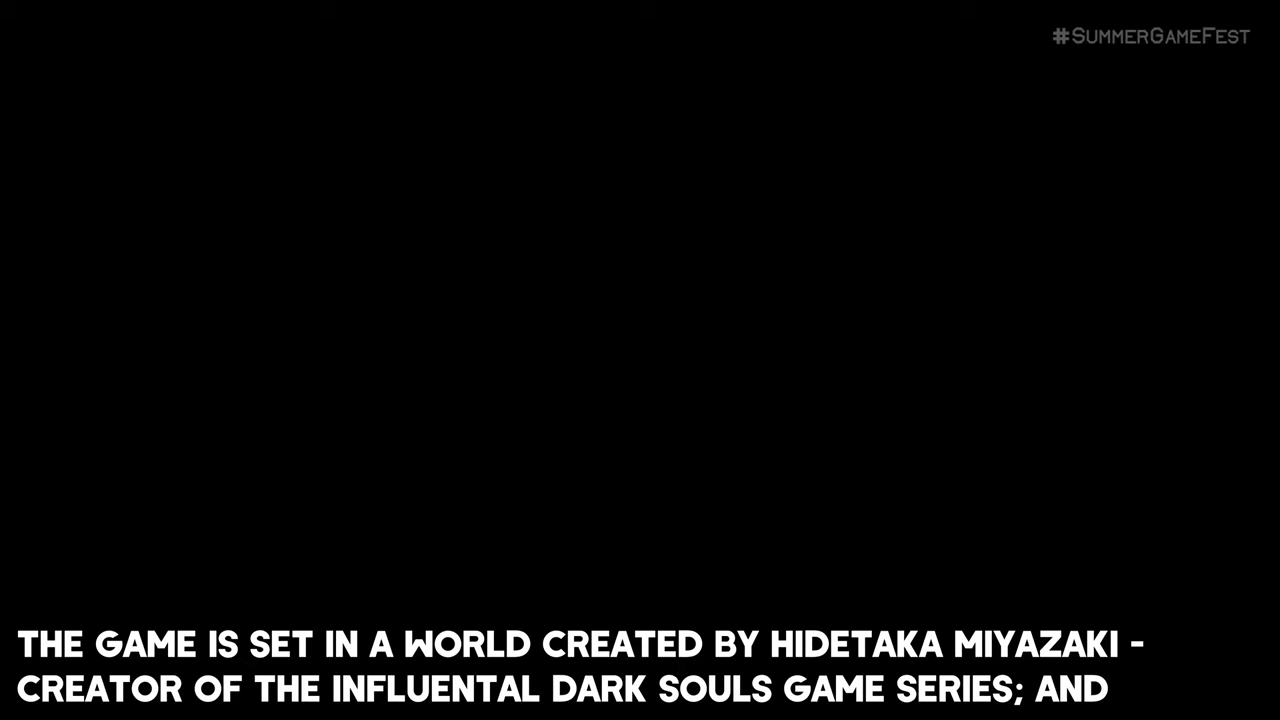 #SUMMERGAMEFEST
THE GAME IS SET IN A WORLD CREATED BY HIDETAKA MIYAZAKI -
CREATOR OF THE INFLUENTAL DARK SOULS GAME SERIES; AND